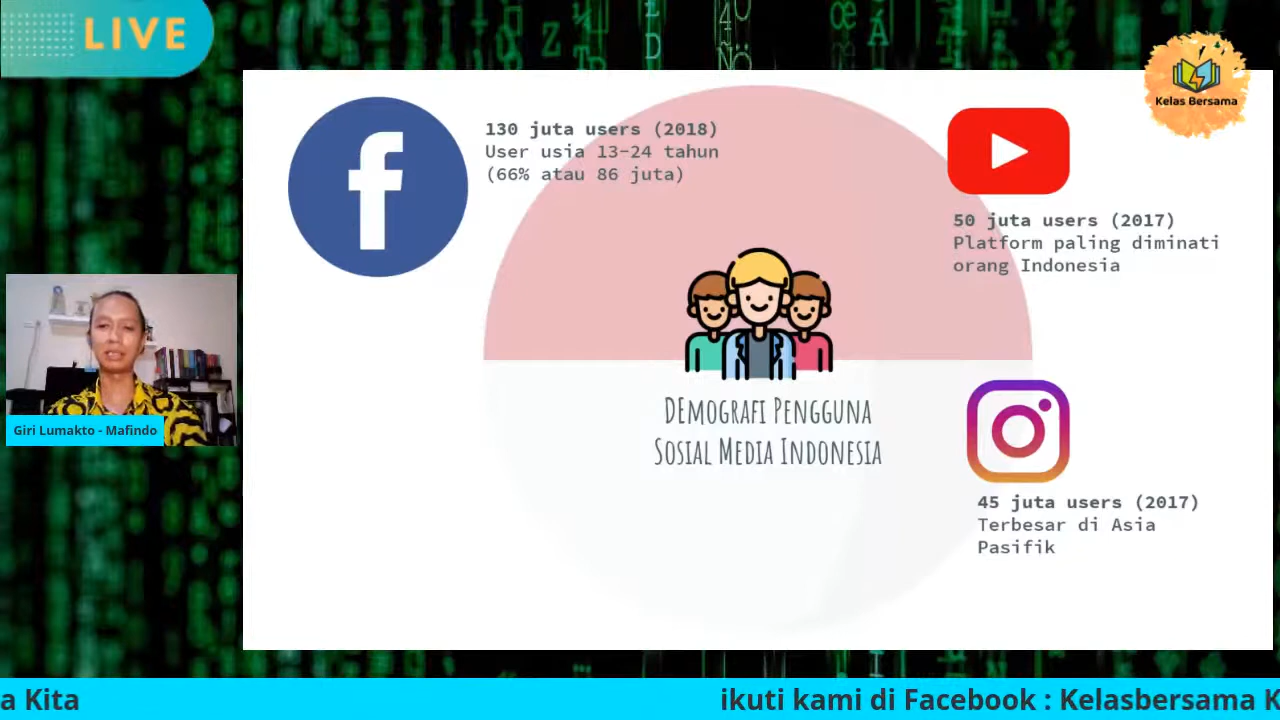 LIVE
Kelas Bersama
130 juta users (2018)
User usia 13-24 tahun
(66% atau 86 juta)
50 juta users (2017)
Platform paling diminati
orang Indonesia
DEMOGRAFI PENGGUNA
SOSIAL MEDIA INDONESIA
45 juta users (2017)
Terbesar di Asia
Pasifik
Giri Lumakto - Mafindo
a Kita
ikuti kami di Facebook : Kelasbersama K